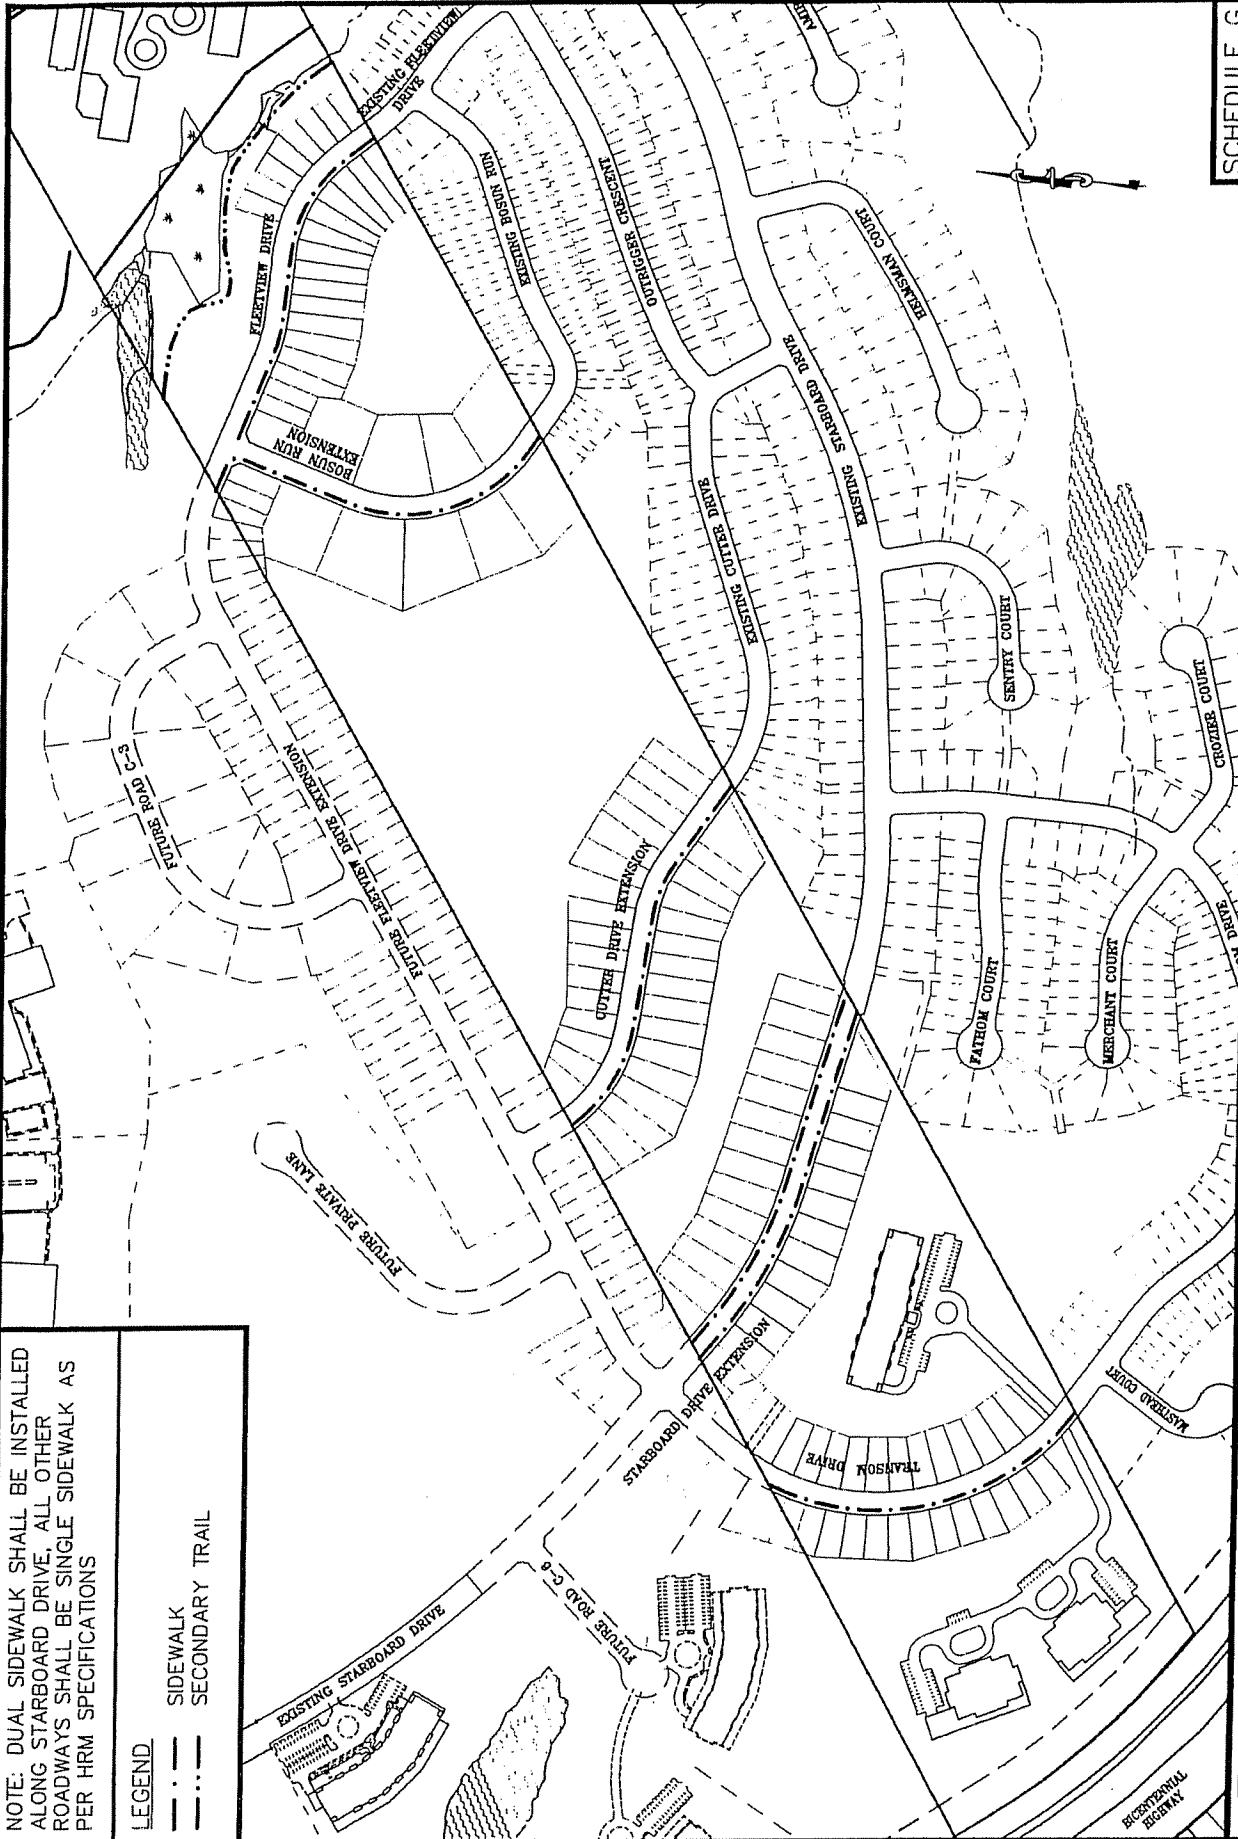 NOTE: DUAL SIDEWALK SHALL BE INSTALLED
ALONG STARBOARD DRIVE, ALL OTHER
ROADWAYS SHALL BE SINGLE SIDEWALK AS
PER HRM SPECIFICATIONS
LEGEND
SIDEWALK
SECONDARY TRAIL
EXISTING STARBOARD DRIVE
FUTURE ROAD C-6
BICENTENNIAL
HIGHWAY
STARBOARD DRIVE EXTENSION
TRANSOM DRIVE
MASTHEAD COURT
FUTURE PRIVATE LANE
FUTURE FLEETVIEW DRIVE EXTENSION
FUTURE ROAD C-3
CUTTER DRIVE EXTENSION
FATHOM COURT
MERCHANT COURT
DRIVE
CROZIER COURT
SENTRY COURT
EXISTING CUTTER DRIVE
EXISTING STARBOARD DRIVE
BOSUN RUN
EXTENSION
FLEETVIEW DRIVE
EXISTING FLEETVIEW
DRIVE
EXISTING BOSUN RUN
OUTRIGGER CRESCENT
HELMSMAN COURT
AMIR
SCHEDULE G